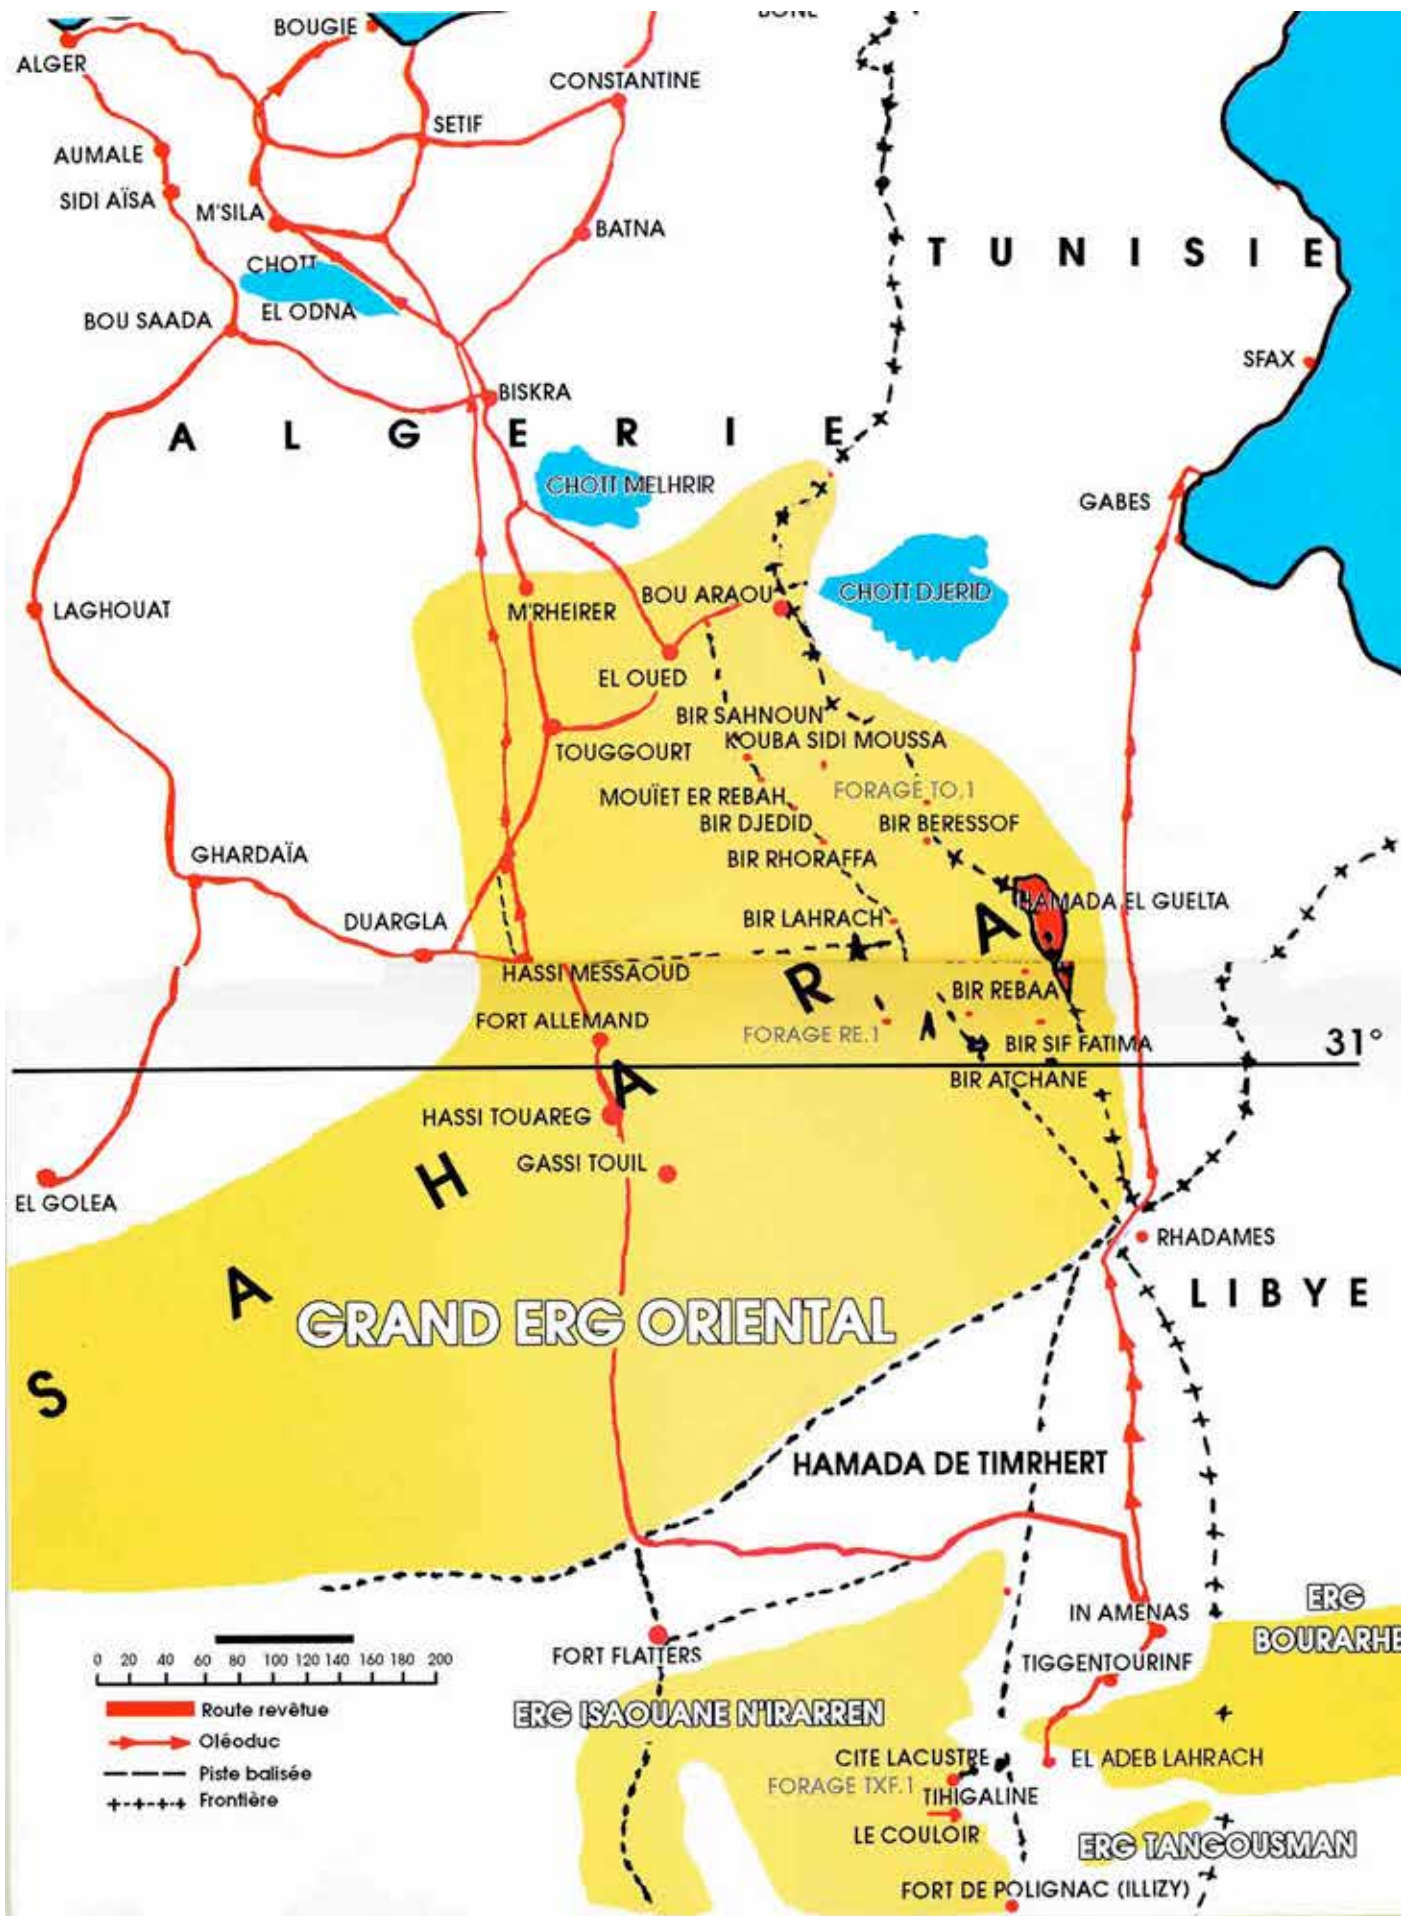 BOUGIE
BONE
ALGER
CONSTANTINE
SETIF
AUMALE
SIDI AÏSA
M'SILA
BATNA
TUNISIE
CHOTT
EL ODNA
BOU SAADA
SFAX
BISKRA
ALGERIE
CHOTT MELHRIR
GABES
BOU ARAOU
CHOTT DJERID
LAGHOUAT
M'RHEIRER
EL OUED
BIR SAHNOUN
KOUBA SIDI MOUSSA
TOUGGOURT
FORAGE TO.1
MOUÏET ER REBAH
BIR DJEDID
BIR BERESSOF
GHARDAÏA
BIR RHORAFFA
HAMADA EL GUELTA
DUARGLA
BIR LAHRACH
HASSI MESSAOUD
BIR REBAA
FORT ALLEMAND
FORAGE RE.1
BIR SIF FATIMA
31°
BIR ATCHANE
HASSI TOUAREG
GASSI TOUIL
EL GOLEA
RHADAMES
SAHARA
LIBYE
GRAND ERG ORIENTAL
HAMADA DE TIMRHERT
IN AMENAS
ERG
BOURARHE
FORT FLATTERS
TIGGENTOURINF
0 20 40 60 80 100 120 140 160 180 200
Route revêtue
ERG ISAOUANE N'IRARREN
Oléoduc
CITE LACUSTRE
EL ADEB LAHRACH
Piste balisée
FORAGE TXF.1
TIHIGALINE
Frontière
LE COULOIR
ERG TANGOUSMAN
FORT DE POLIGNAC (ILLIZY)